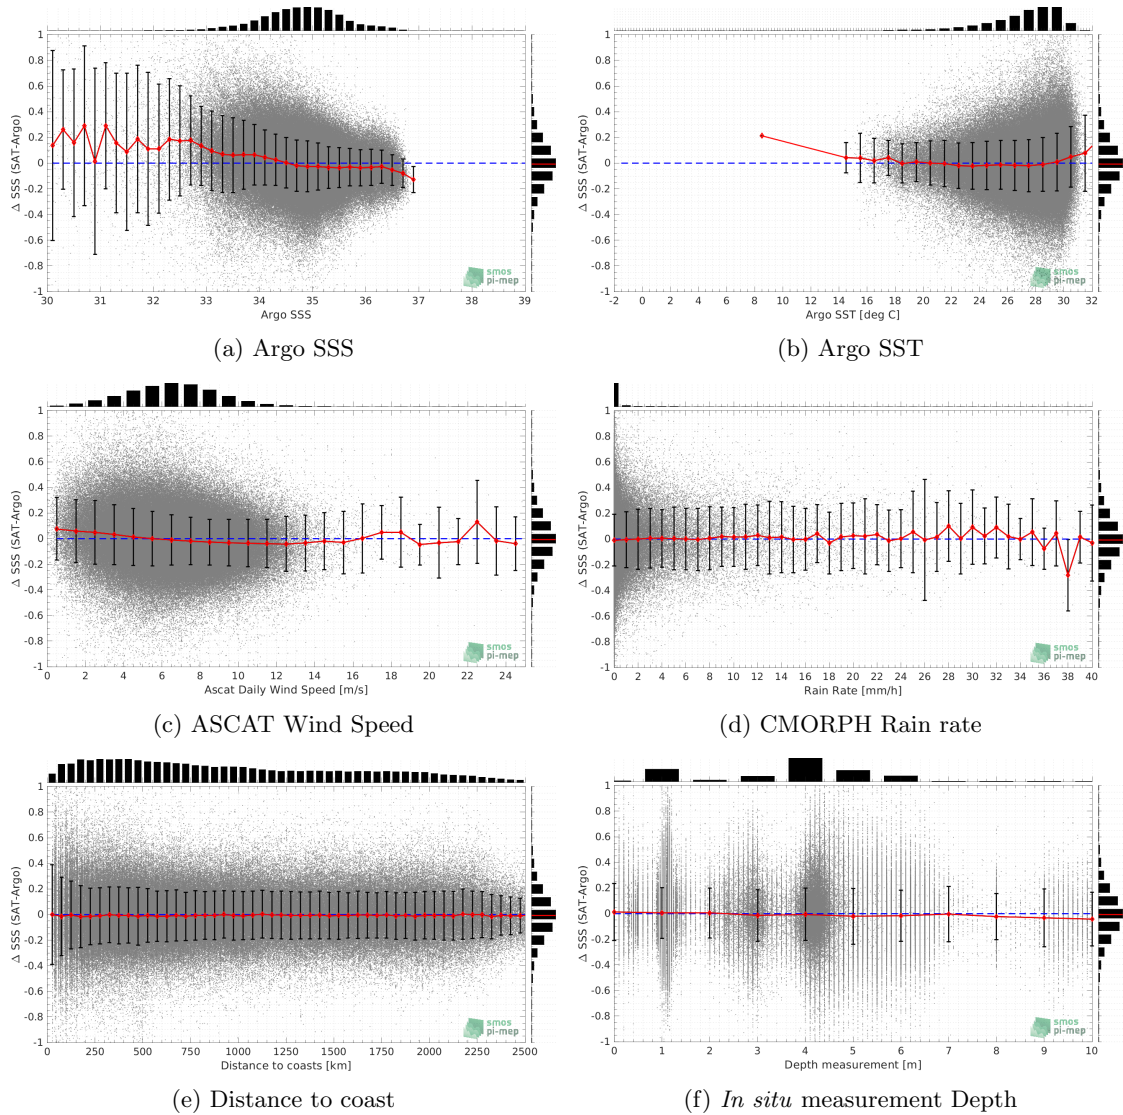 1
0.8
0.6
0.4
0.2
0
-0.2
-0.4
-0.6
-0.8
-1
Δ SSS (SAT-Argo)
30 31 32 33 34 35 36 37 38 39
Argo SSS
smos
pi-mep
(a) Argo SSS
1
0.8
0.6
0.4
0.2
0
-0.2
-0.4
-0.6
-0.8
-1
Δ SSS (SAT-Argo)
-2 0 2 4 6 8 10 12 14 16 18 20 22 24 26 28 30 32
Argo SST [deg C]
smos
pi-mep
(b) Argo SST
1
0.8
0.6
0.4
0.2
0
-0.2
-0.4
-0.6
-0.8
-1
Δ SSS (SAT-Argo)
0 2 4 6 8 10 12 14 16 18 20 22 24
Ascat Daily Wind Speed [m/s]
smos
pi-mep
(c) ASCAT Wind Speed
1
0.8
0.6
0.4
0.2
0
-0.2
-0.4
-0.6
-0.8
-1
Δ SSS (SAT-Argo)
0 2 4 6 8 10 12 14 16 18 20 22 24 26 28 30 32 34 36 38 40
Rain Rate [mm/h]
smos
pi-mep
(d) CMORPH Rain rate
1
0.8
0.6
0.4
0.2
0
-0.2
-0.4
-0.6
-0.8
-1
Δ SSS (SAT-Argo)
0 250 500 750 1000 1250 1500 1750 2000 2250 2500
Distance to coasts [km]
smos
pi-mep
(e) Distance to coast
1
0.8
0.6
0.4
0.2
0
-0.2
-0.4
-0.6
-0.8
-1
Δ SSS (SAT-Argo)
0 1 2 3 4 5 6 7 8 9 10
Depth measurement [m]
smos
pi-mep
(f) In situ measurement Depth